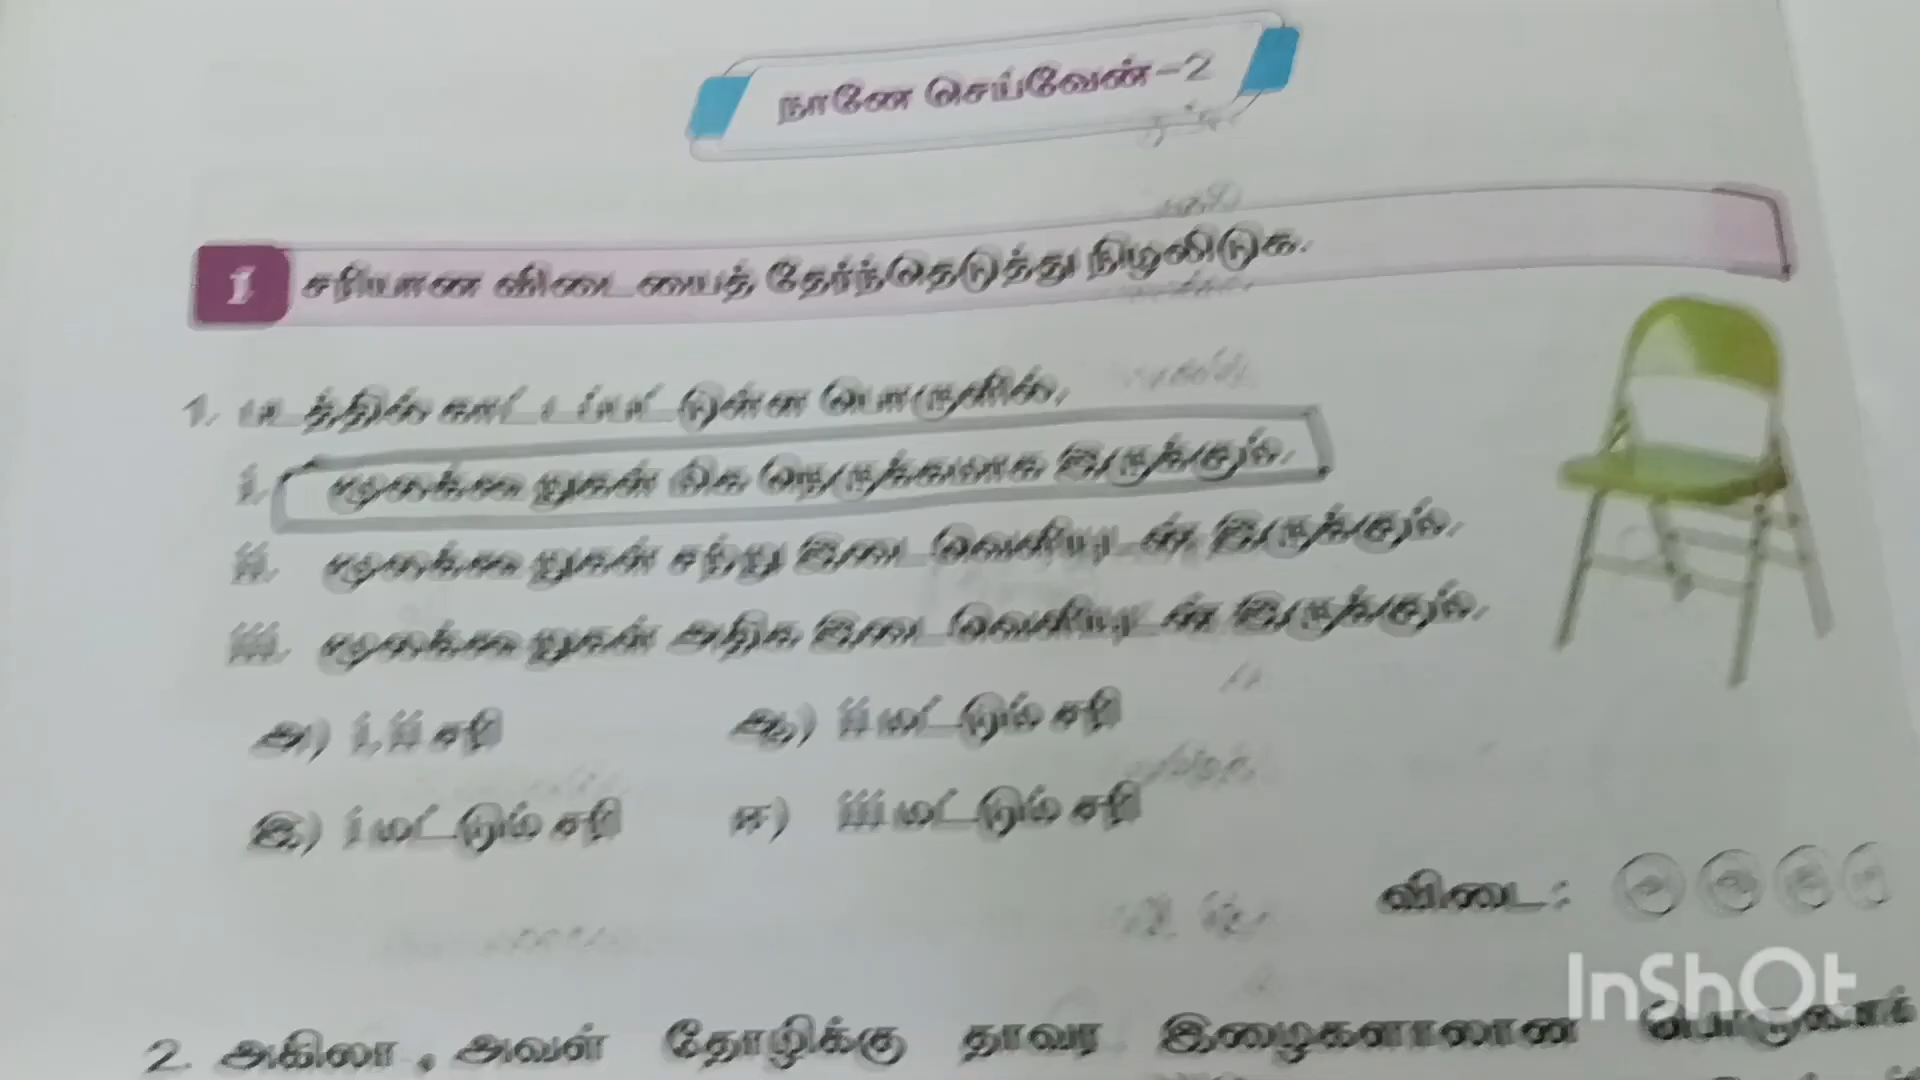 நானே செய்வேன்-2
1 சரியான விடையைத் தேர்ந்தெடுத்து நிழலிடுக.
1. படத்தில் காட்டப்பட்டுள்ள பொருளில்,
i. மூலக்கூறுகள் மிக நெருக்கமாக இருக்கும்.
ii. மூலக்கூறுகள் சற்று இடைவெளியுடன் இருக்கும்.
iii. மூலக்கூறுகள் அதிக இடைவெளியுடன் இருக்கும்.
அ) i, ii சரி ஆ) ii மட்டும் சரி
இ) i மட்டும் சரி ஈ) iii மட்டும் சரி
விடை: அ ஆ இ ஈ
InShOt
2. அகிலா, அவள் தோழிக்கு தாவர இழைகளாலான